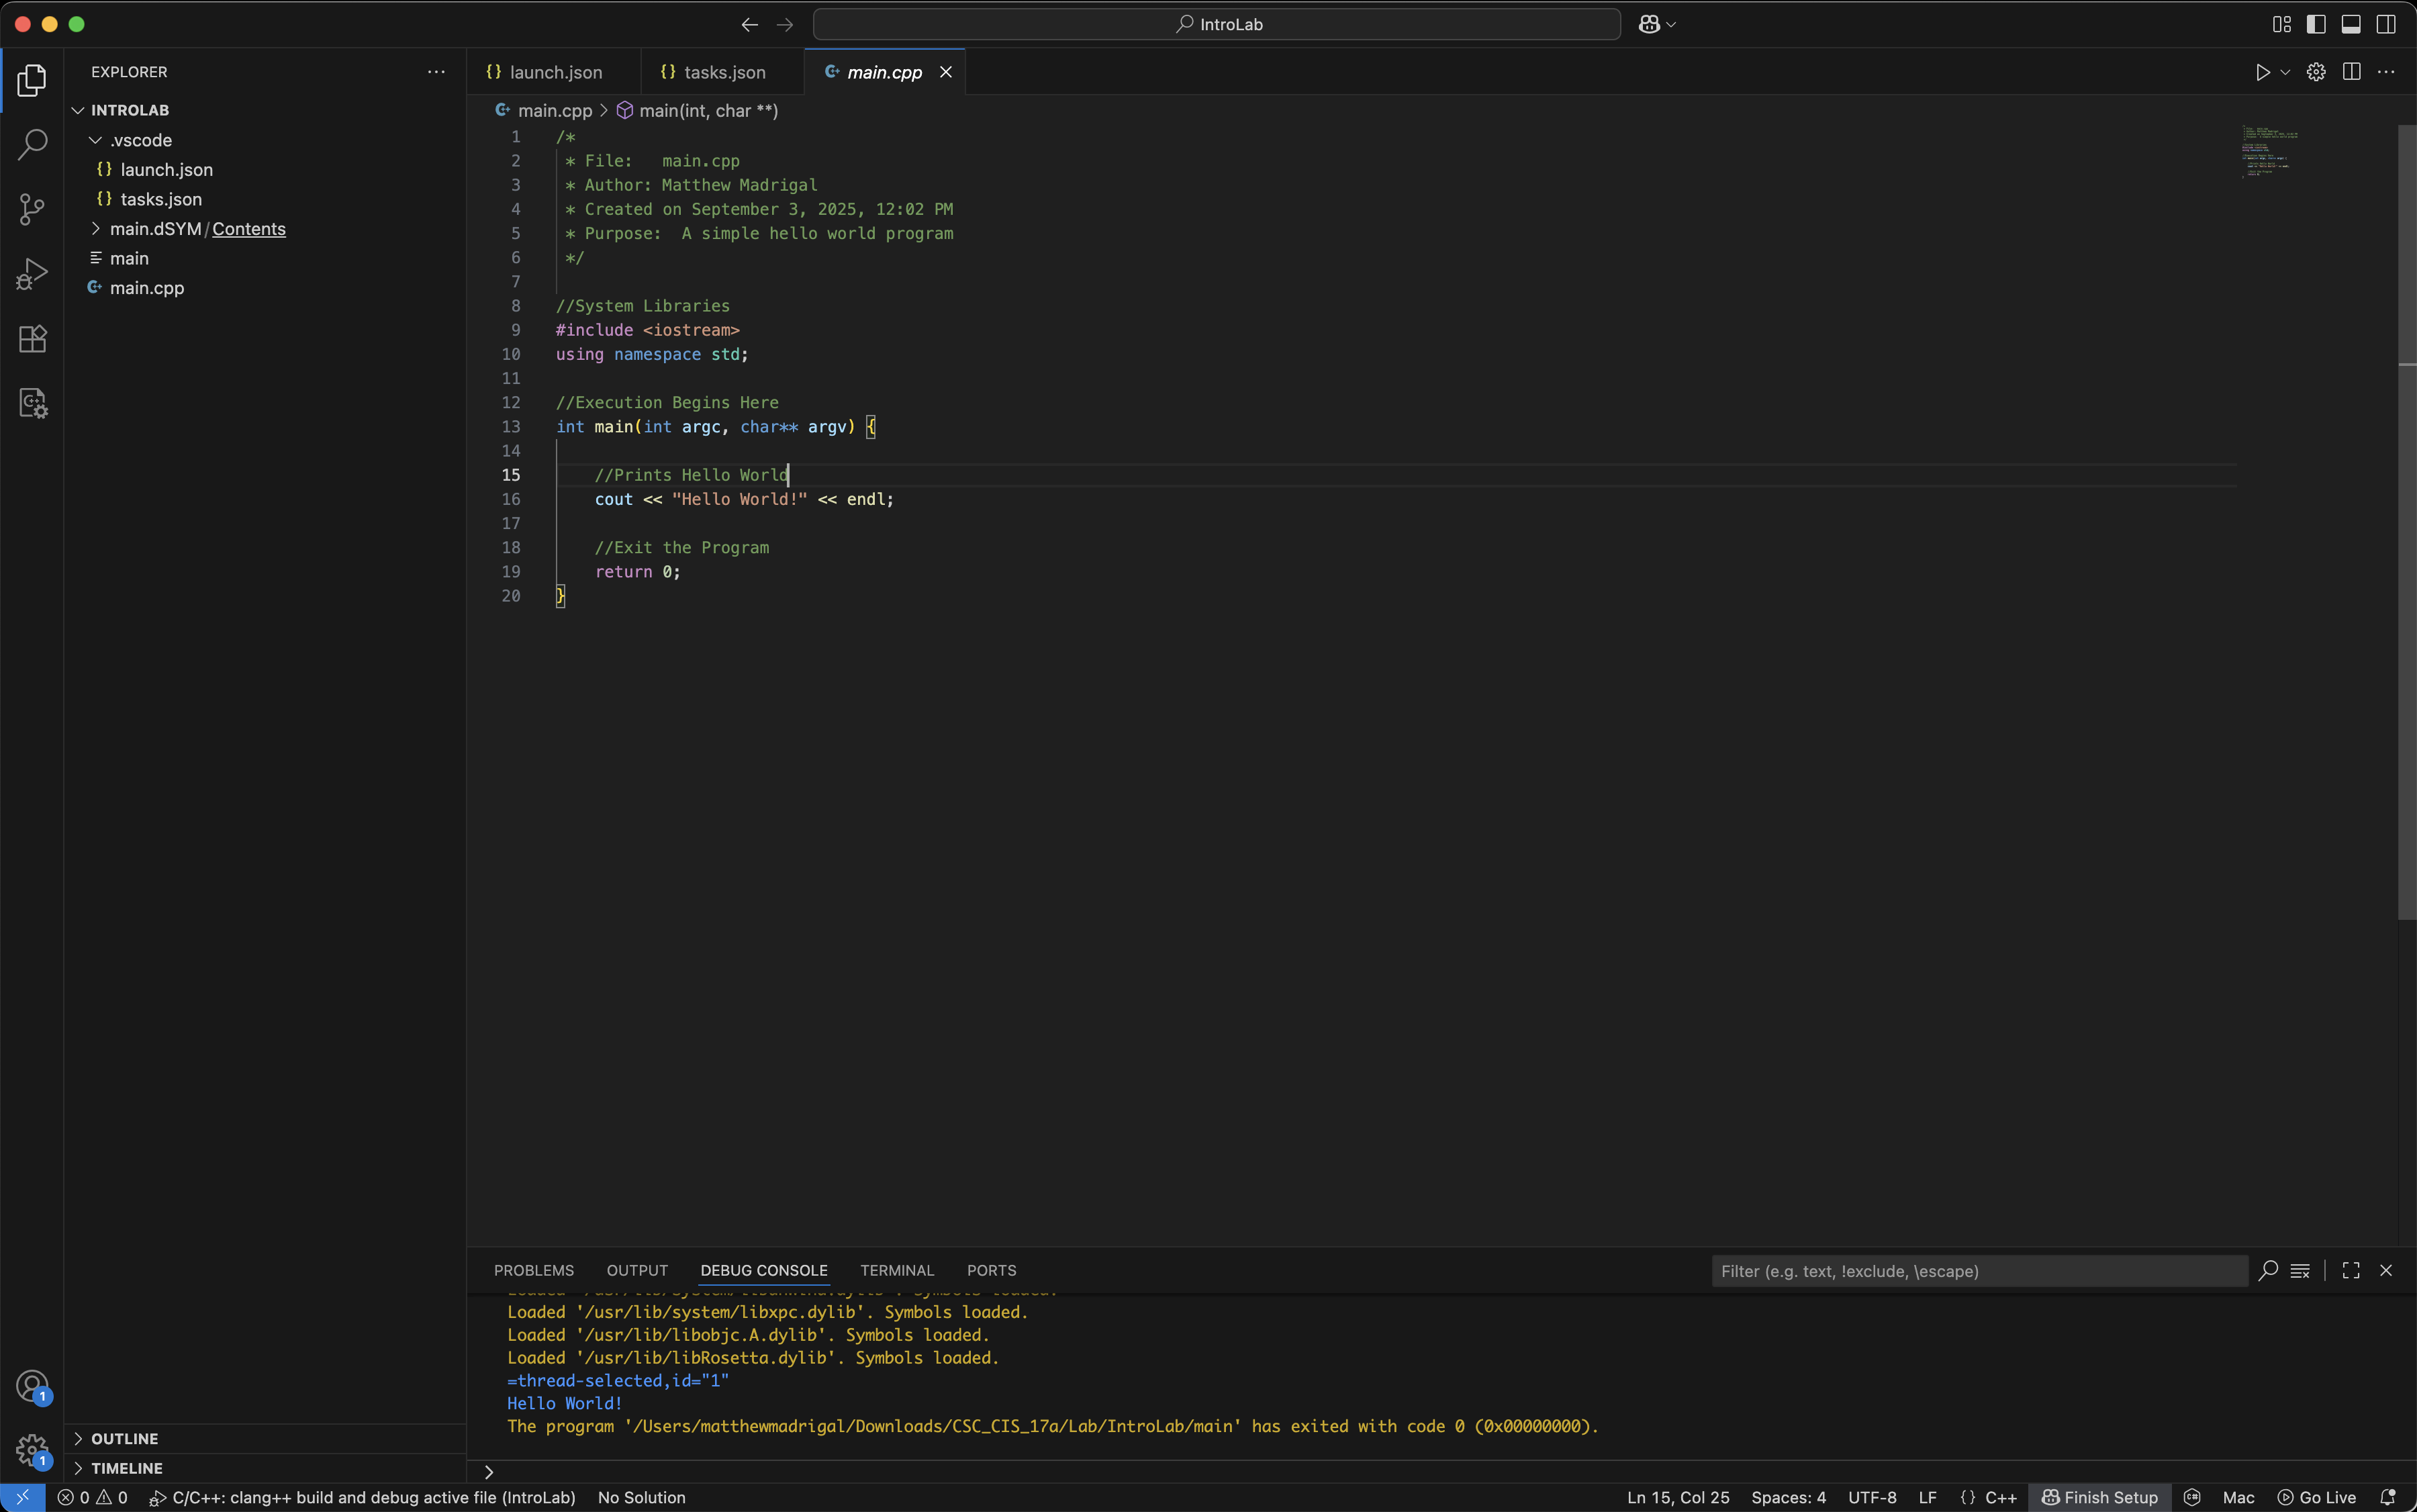 IntroLab
EXPLORER
INTROLAB
.vscode
launch.json
tasks.json
main.dSYM/Contents
main
main.cpp
OUTLINE
TIMELINE
launch.json
tasks.json
main.cpp
main.cpp > main(int, char **)
1 /*
2 * File:   main.cpp
3 * Author: Matthew Madrigal
4 * Created on September 3, 2025, 12:02 PM
5 * Purpose:  A simple hello world program
6 */
7
8 //System Libraries
9 #include <iostream>
10 using namespace std;
11
12 //Execution Begins Here
13 int main(int argc, char** argv) {
14
15     //Prints Hello World
16     cout << "Hello World!" << endl;
17
18     //Exit the Program
19     return 0;
20 }
PROBLEMS OUTPUT DEBUG CONSOLE TERMINAL PORTS
Filter (e.g. text, !exclude, \escape)
Loaded '/usr/lib/system/libxpc.dylib'. Symbols loaded.
Loaded '/usr/lib/libobjc.A.dylib'. Symbols loaded.
Loaded '/usr/lib/libRosetta.dylib'. Symbols loaded.
=thread-selected,id="1"
Hello World!
The program '/Users/matthewmadrigal/Downloads/CSC_CIS_17a/Lab/IntroLab/main' has exited with code 0 (0x00000000).
1
1
0 0 C/C++: clang++ build and debug active file (IntroLab) No Solution Ln 15, Col 25 Spaces: 4 UTF-8 LF {} C++ Finish Setup Mac Go Live